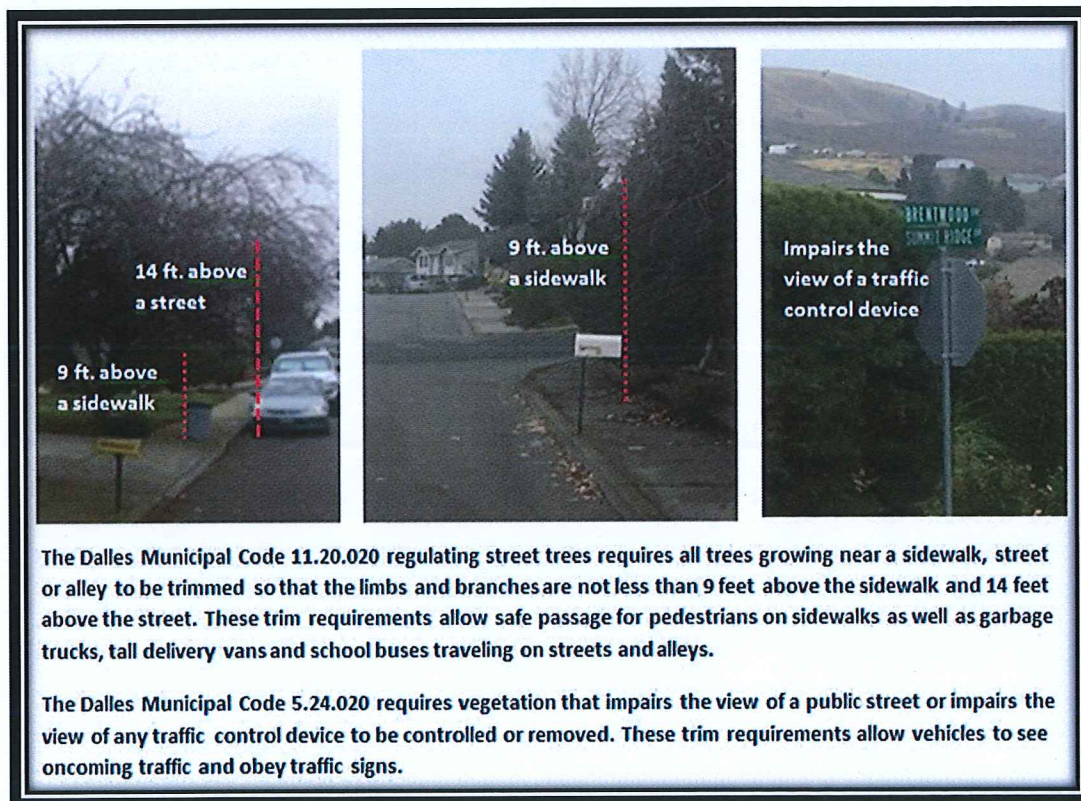 14 ft. above
a street
9 ft. above
a sidewalk
9 ft. above
a sidewalk
BRENTWOOD DR
SUMMIT RIDGE DR
Impairs the
view of a traffic
control device
The Dalles Municipal Code 11.20.020 regulating street trees requires all trees growing near a sidewalk, street
or alley to be trimmed so that the limbs and branches are not less than 9 feet above the sidewalk and 14 feet
above the street. These trim requirements allow safe passage for pedestrians on sidewalks as well as garbage
trucks, tall delivery vans and school buses traveling on streets and alleys.
The Dalles Municipal Code 5.24.020 requires vegetation that impairs the view of a public street or impairs the
view of any traffic control device to be controlled or removed. These trim requirements allow vehicles to see
oncoming traffic and obey traffic signs.